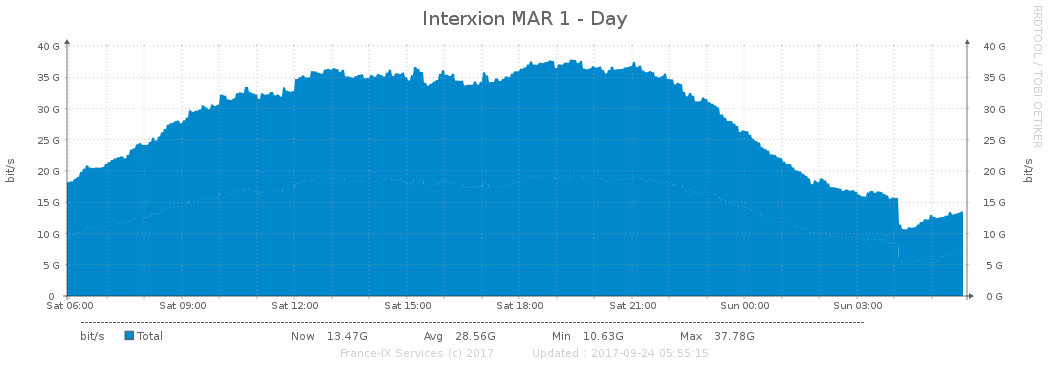 Interxion MAR 1 - Day
RRDTOOL / TOBI OETIKER
40 G 40 G
35 G 35 G
30 G 30 G
25 G 25 G
20 G 20 G
15 G 15 G
10 G 10 G
5 G 5 G
0 0 G
bit/s bit/s
Sat 06:00 Sat 09:00 Sat 12:00 Sat 15:00 Sat 18:00 Sat 21:00 Sun 00:00 Sun 03:00
bit/s Total Now 13.47G Avg 28.56G Min 10.63G Max 37.78G
France-IX Services (c) 2017 Updated : 2017-09-24 05:55:15